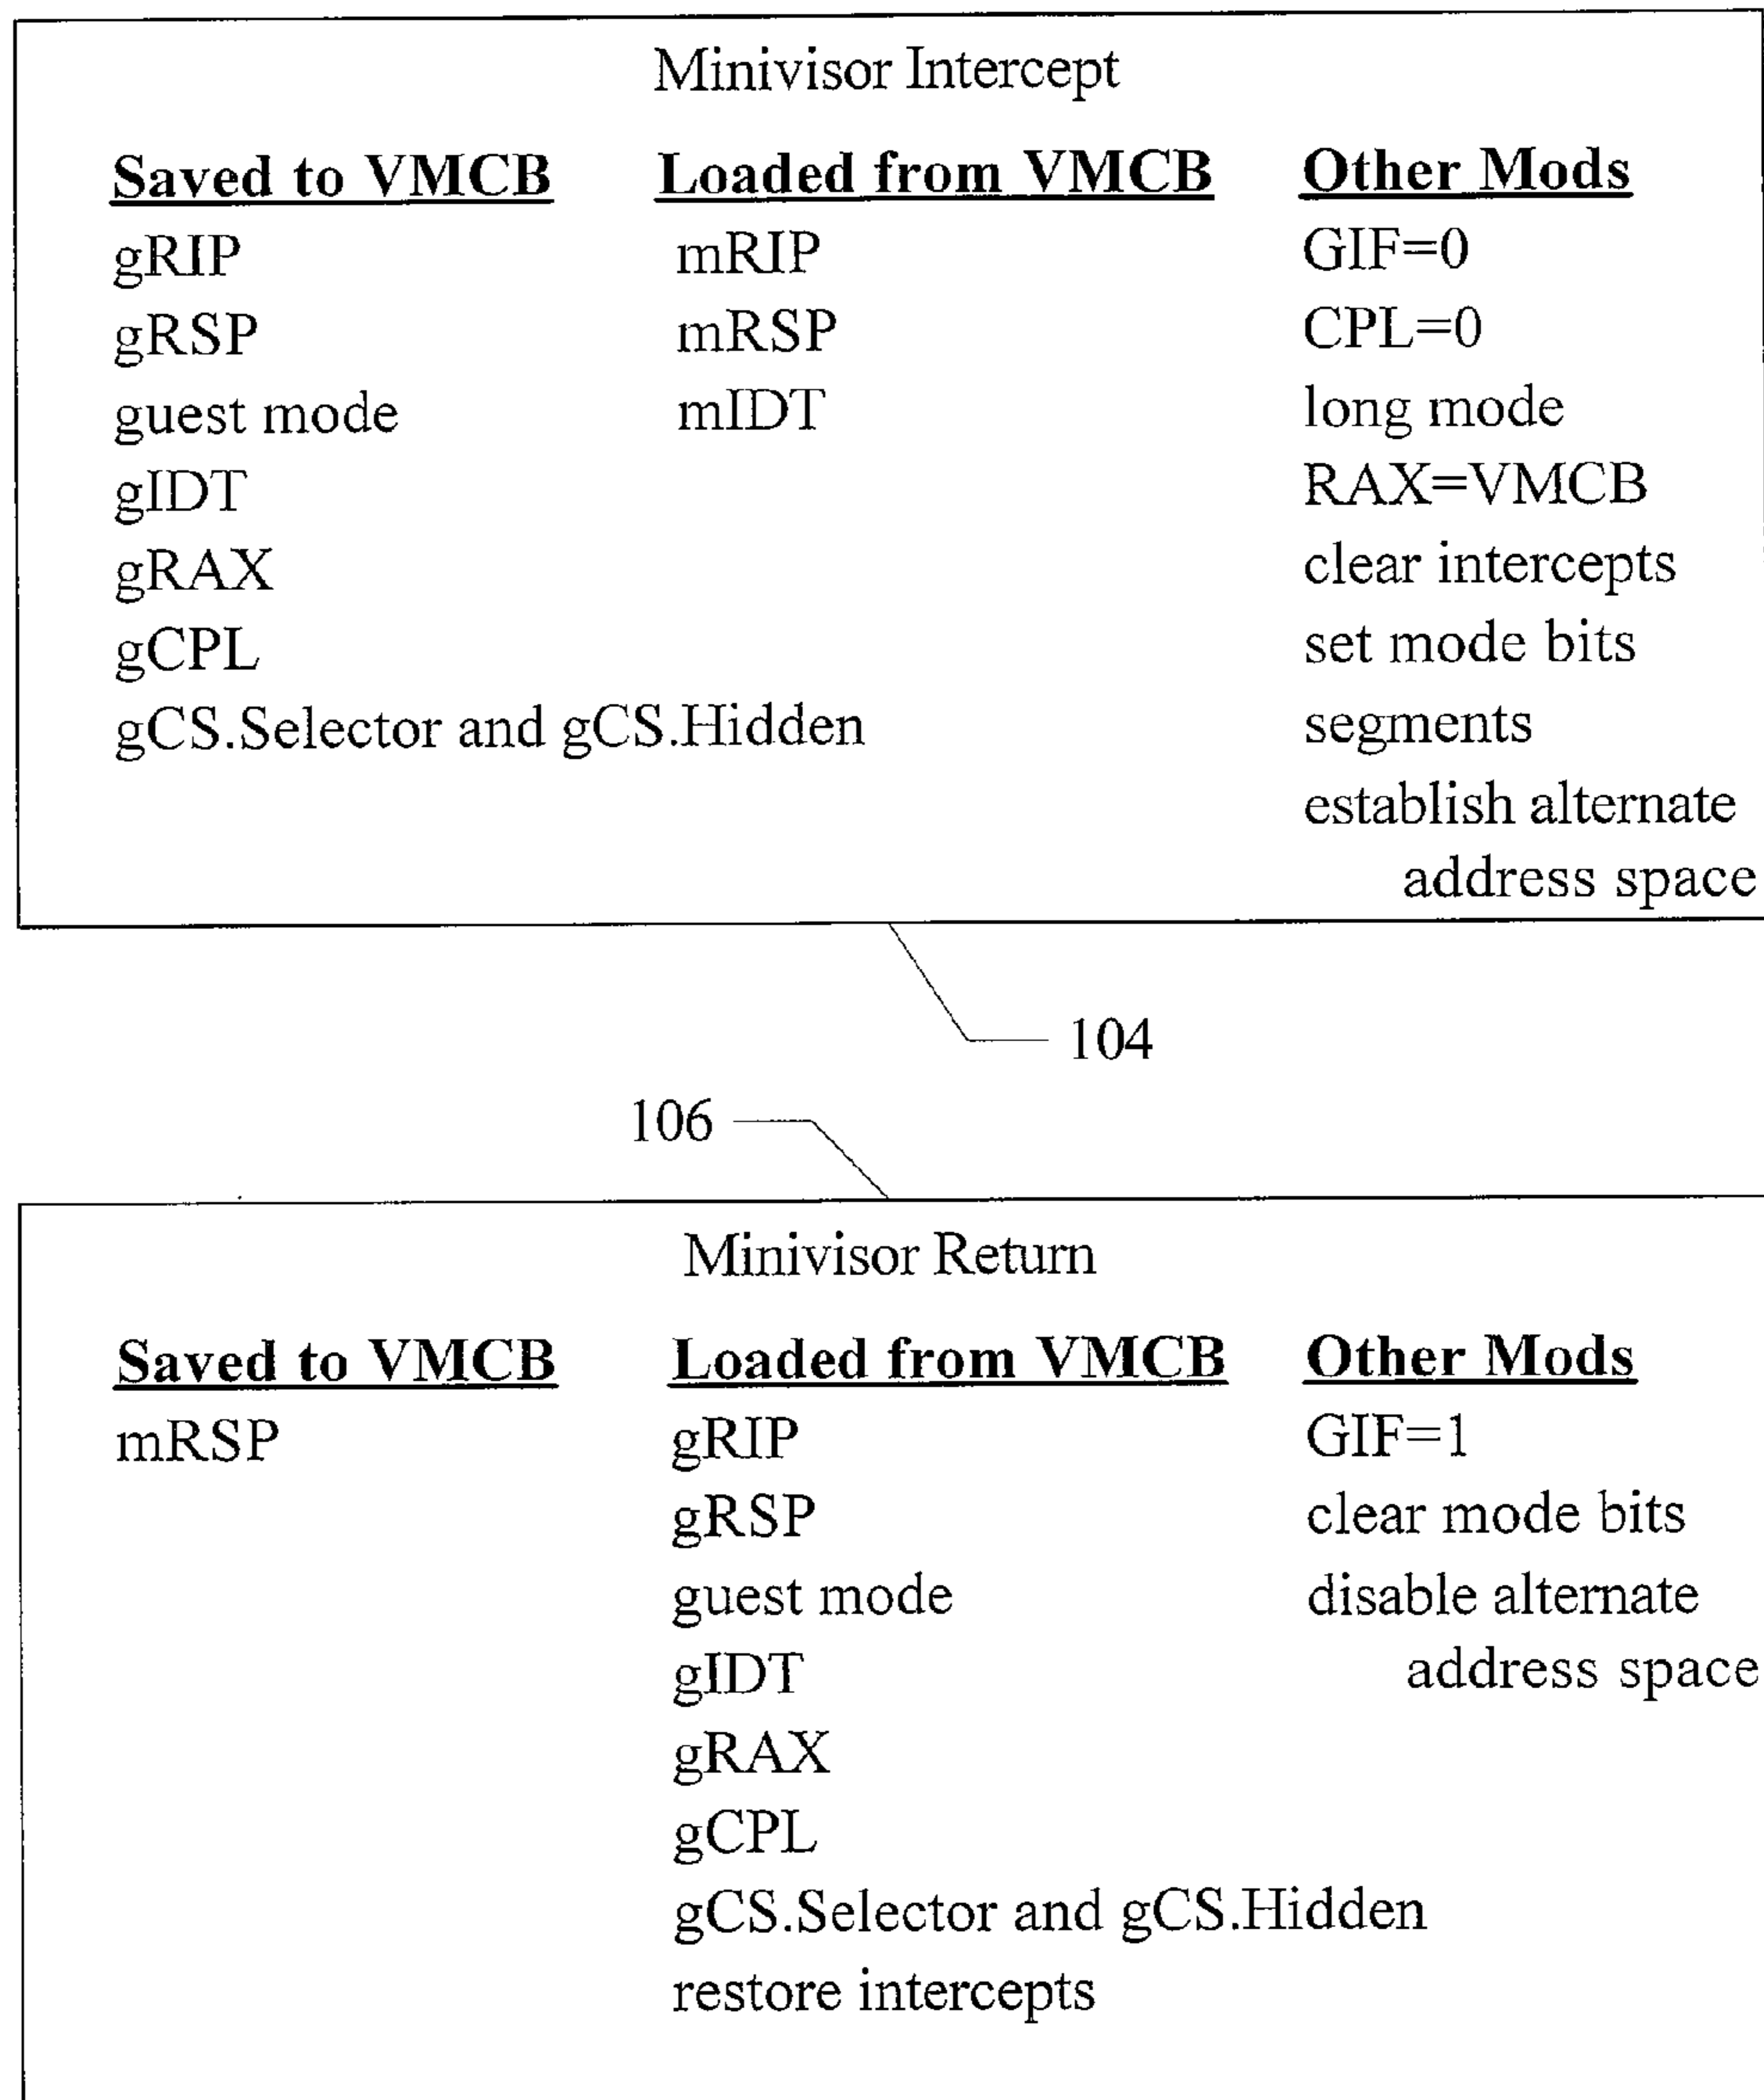 Minivisor Intercept
Saved to VMCB Loaded from VMCB Other Mods
gRIP mRIP GIF=0
gRSP mRSP CPL=0
guest mode mIDT long mode
gIDT RAX=VMCB
gRAX clear intercepts
gCPL set mode bits
gCS.Selector and gCS.Hidden segments
establish alternate
address space
104
106
Minivisor Return
Saved to VMCB Loaded from VMCB Other Mods
mRSP gRIP GIF=1
gRSP clear mode bits
guest mode disable alternate
gIDT address space
gRAX
gCPL
gCS.Selector and gCS.Hidden
restore intercepts